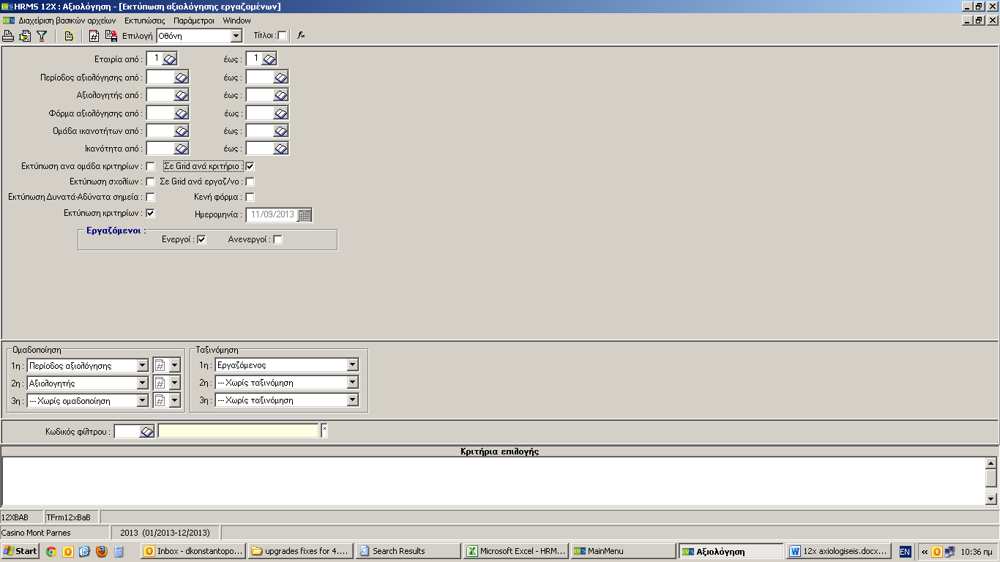 HRMS 12X : Αξιολόγηση - [Εκτύπωση αξιολόγησης εργαζομένων]
Διαχείριση βασικών αρχείων Εκτυπώσεις Παράμετροι Window
Επιλογή Οθόνη Τίτλοι :
Εταιρία από : 1 έως : 1
Περίοδος αξιολόγησης από : έως :
Αξιολογητής από : έως :
Φόρμα αξιολόγησης από : έως :
Ομάδα ικανοτήτων από : έως :
Ικανότητα από : έως :
Εκτύπωση ανα ομάδα κριτηρίων : Σε Grid ανά κριτήριο :
Εκτύπωση σχολίων : Σε Grid ανά εργαζ/νο :
Εκτύπωση Δυνατά-Αδύνατα σημεία : Κενή φόρμα :
Εκτύπωση κριτηρίων : Ημερομηνία : 11/09/2013
Εργαζόμενοι :
Ενεργοί : Ανενεργοί :
Ομαδοποίηση Ταξινόμηση
1η : Περίοδος αξιολόγησης 1η : Εργαζόμενος
2η : Αξιολογητής 2η : --- Χωρίς ταξινόμηση
3η : --- Χωρίς ομαδοποίηση 3η : --- Χωρίς ταξινόμηση
Κωδικός φίλτρου :
Κριτήρια επιλογής
12XBAB TFrm12xBaB
Casino Mont Parnes 2013 (01/2013-12/2013)
Start Inbox - dkonstantopo... upgrades fixes for 4.... Search Results Microsoft Excel - HRM... MainMenu Αξιολόγηση 12x axiologiseis.docx... EN « 10:36 πμ